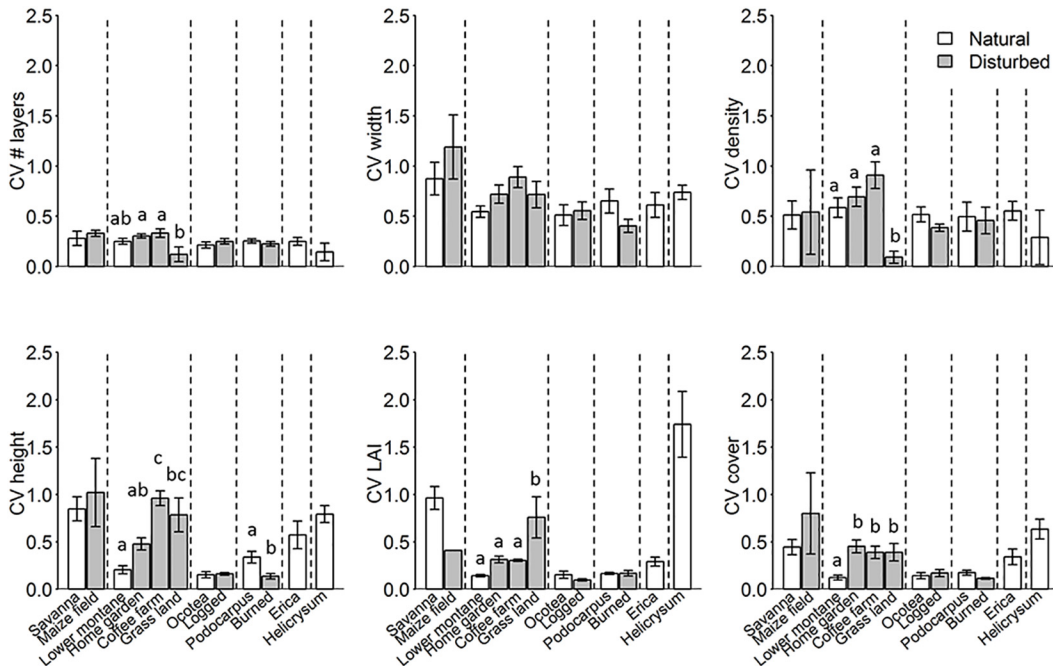 2.5
2.0
1.5
1.0
0.5
0.0
CV # layers
ab
a
a
b
2.5
2.0
1.5
1.0
0.5
0.0
CV width
2.5
2.0
1.5
1.0
0.5
0.0
CV density
a
a
a
b
Natural
Disturbed
2.5
2.0
1.5
1.0
0.5
0.0
CV height
a
ab
c
bc
a
b
Savanna
Maize field
Lower montane
Home garden
Coffee farm
Grass land
Ocotea
Logged
Podocarpus
Burned
Erica
Helicrysum
2.5
2.0
1.5
1.0
0.5
0.0
CV LAI
a
a
a
b
Savanna
Maize field
Lower montane
Home garden
Coffee farm
Grass land
Ocotea
Logged
Podocarpus
Burned
Erica
Helicrysum
2.5
2.0
1.5
1.0
0.5
0.0
CV cover
a
b
b
b
Savanna
Maize field
Lower montane
Home garden
Coffee farm
Grass land
Ocotea
Logged
Podocarpus
Burned
Erica
Helicrysum